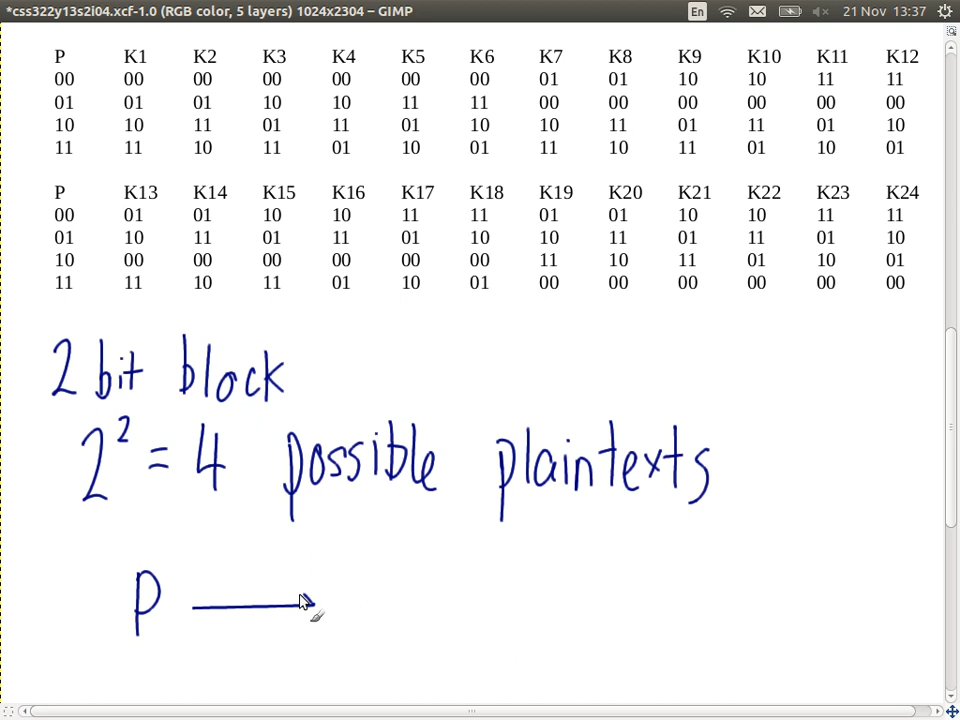 *css322y13s2i04.xcf-1.0 (RGB color, 5 layers) 1024x2304 – GIMP En 21 Nov 13:37
P K1 K2 K3 K4 K5 K6 K7 K8 K9 K10 K11 K12
00 00 00 00 00 00 00 01 01 10 10 11 11
01 01 01 10 10 11 11 00 00 00 00 00 00
10 10 11 01 11 01 10 10 11 01 11 01 10
11 11 10 11 01 10 01 11 10 11 01 10 01
P K13 K14 K15 K16 K17 K18 K19 K20 K21 K22 K23 K24
00 01 01 10 10 11 11 01 01 10 10 11 11
01 10 11 01 11 01 10 10 11 01 11 01 10
10 00 00 00 00 00 00 11 10 11 01 10 01
11 11 10 11 01 10 01 00 00 00 00 00 00
2 bit block
2² = 4 possible plaintexts
P